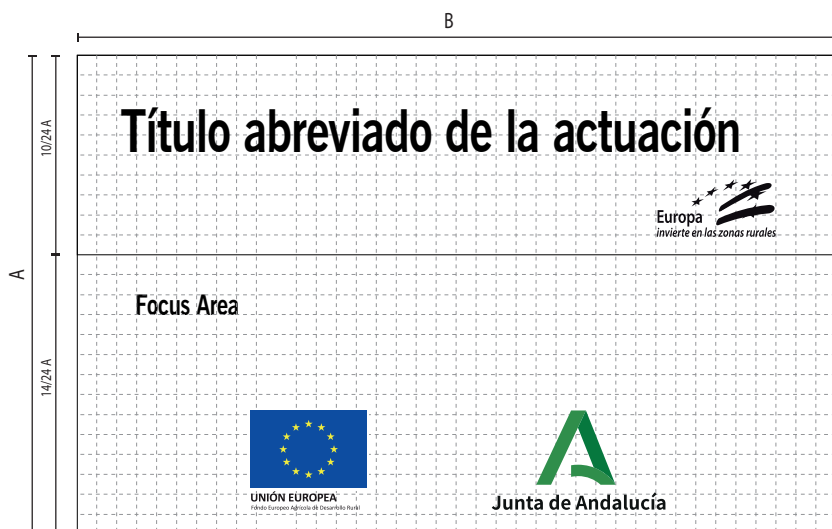 B
10/24 A
Título abreviado de la actuación
Europa
invierte en las zonas rurales
A
Focus Area
14/24 A
UNIÓN EUROPEA
Fondo Europeo Agrícola de Desarrollo Rural
Junta de Andalucía